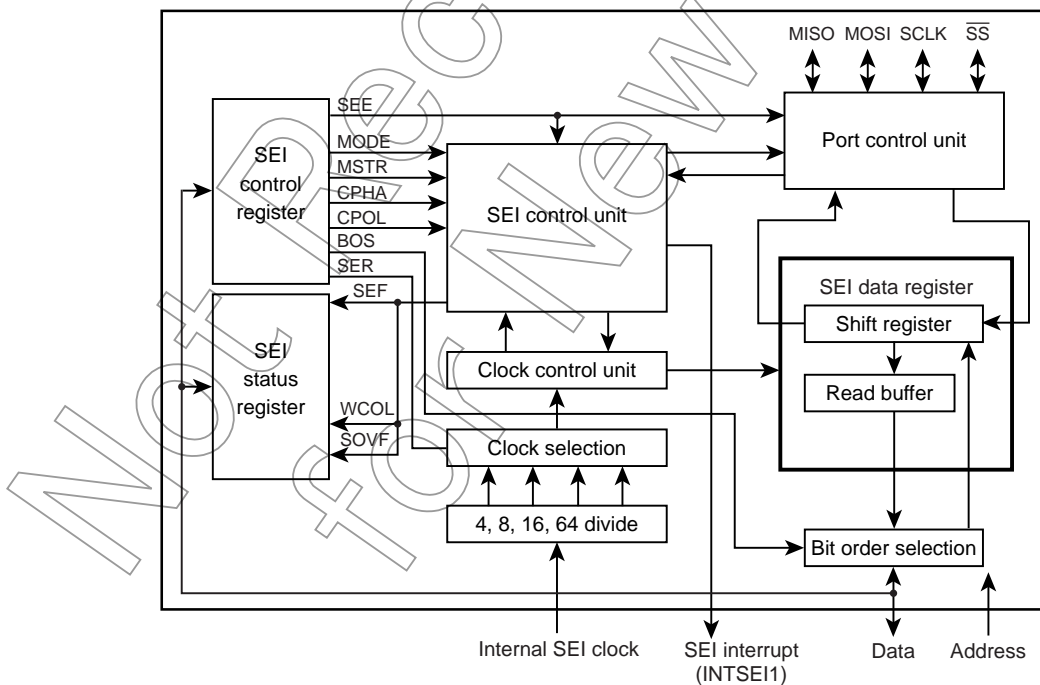 MISO MOSI SCLK SS
SEE
MODE
MSTR
CPHA
CPOL
BOS
SER
SEF
WCOL
SOVF
SEI
control
register
SEI
status
register
SEI control unit
Port control unit
SEI data register
Shift register
Read buffer
Clock control unit
Clock selection
4, 8, 16, 64 divide
Bit order selection
Internal SEI clock
SEI interrupt
(INTSEI1)
Data
Address
Not Rec
for New